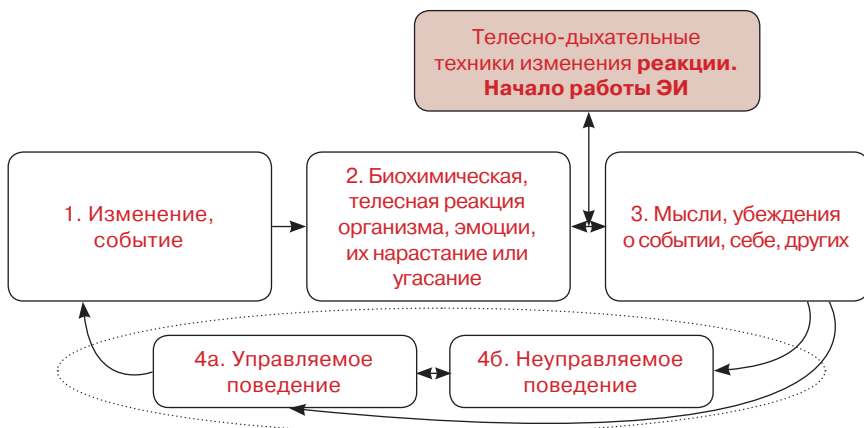 Телесно-дыхательные
техники изменения реакции.
Начало работы ЭИ
1. Изменение,
событие
2. Биохимическая,
телесная реакция
организма, эмоции,
их нарастание или
угасание
3. Мысли, убеждения
о событии, себе, других
4а. Управляемое
поведение
4б. Неуправляемое
поведение